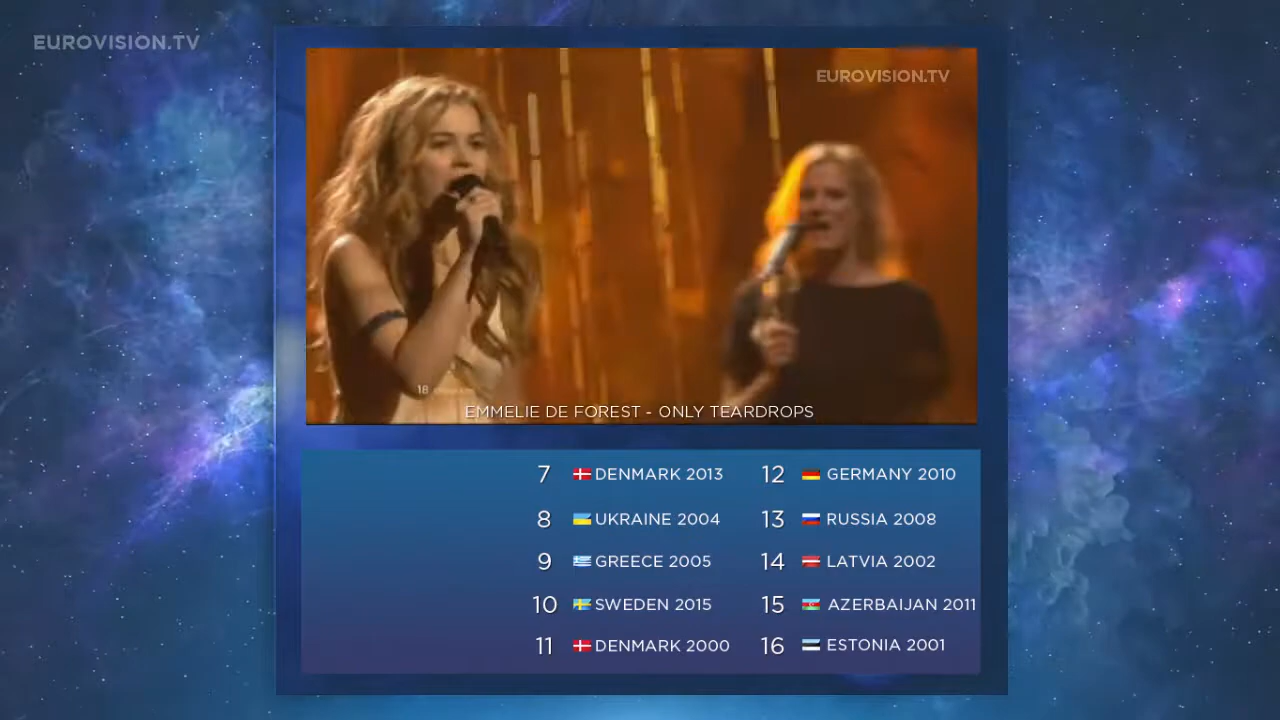 EUROVISION.TV
EUROVISION.TV
18
EMMELIE DE FOREST - ONLY TEARDROPS
7 DENMARK 2013
8 UKRAINE 2004
9 GREECE 2005
10 SWEDEN 2015
11 DENMARK 2000
12 GERMANY 2010
13 RUSSIA 2008
14 LATVIA 2002
15 AZERBAIJAN 2011
16 ESTONIA 2001